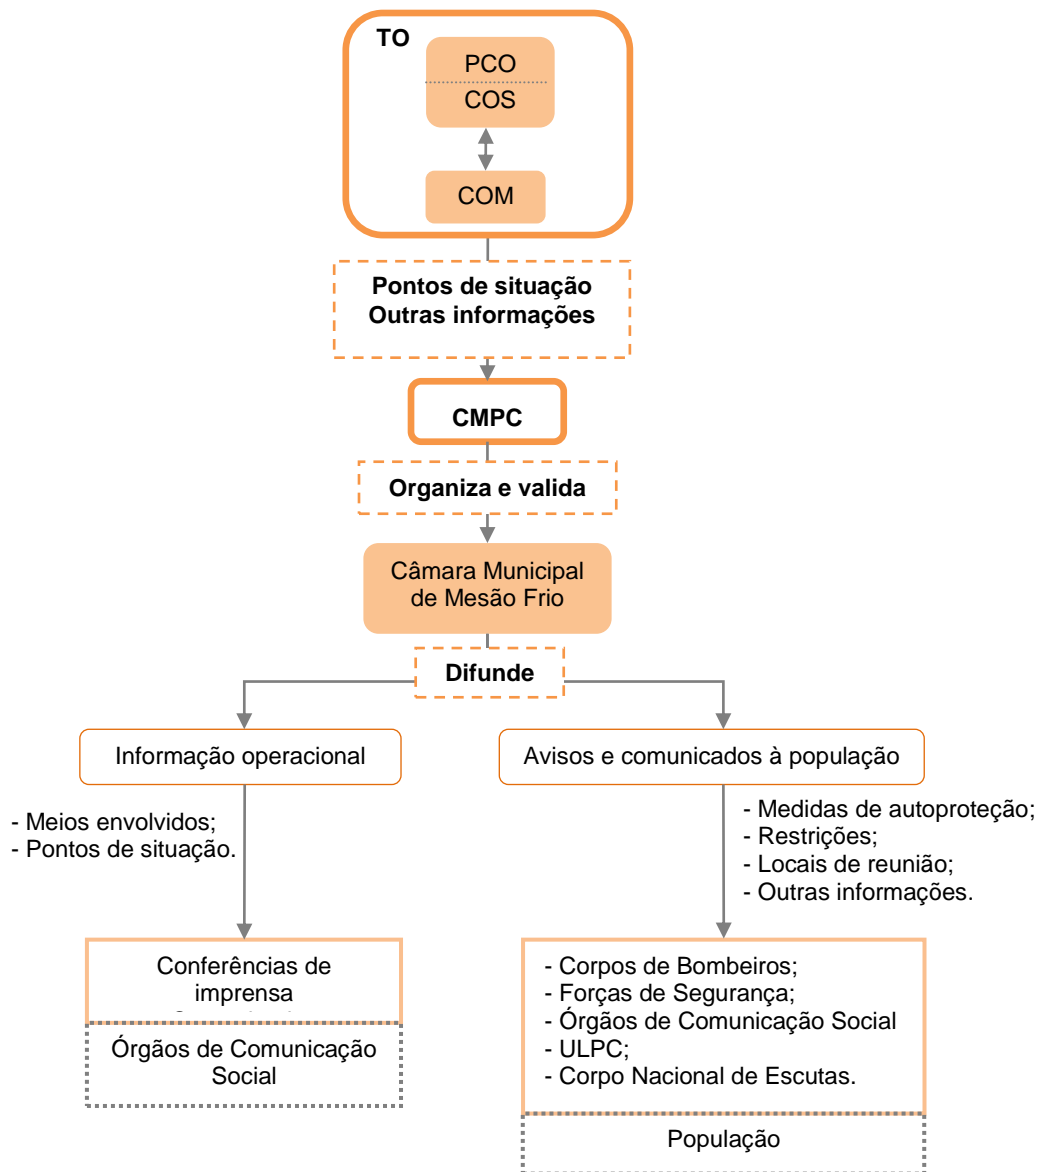 TO
PCO
COS
COM
Pontos de situação
Outras informações
CMPC
Organiza e valida
Câmara Municipal
de Mesão Frio
Difunde
Informação operacional
- Meios envolvidos;
- Pontos de situação.
Conferências de
imprensa
Órgãos de Comunicação
Social
Avisos e comunicados à população
- Medidas de autoproteção;
- Restrições;
- Locais de reunião;
- Outras informações.
- Corpos de Bombeiros;
- Forças de Segurança;
- Órgãos de Comunicação Social
- ULPC;
- Corpo Nacional de Escutas.
População